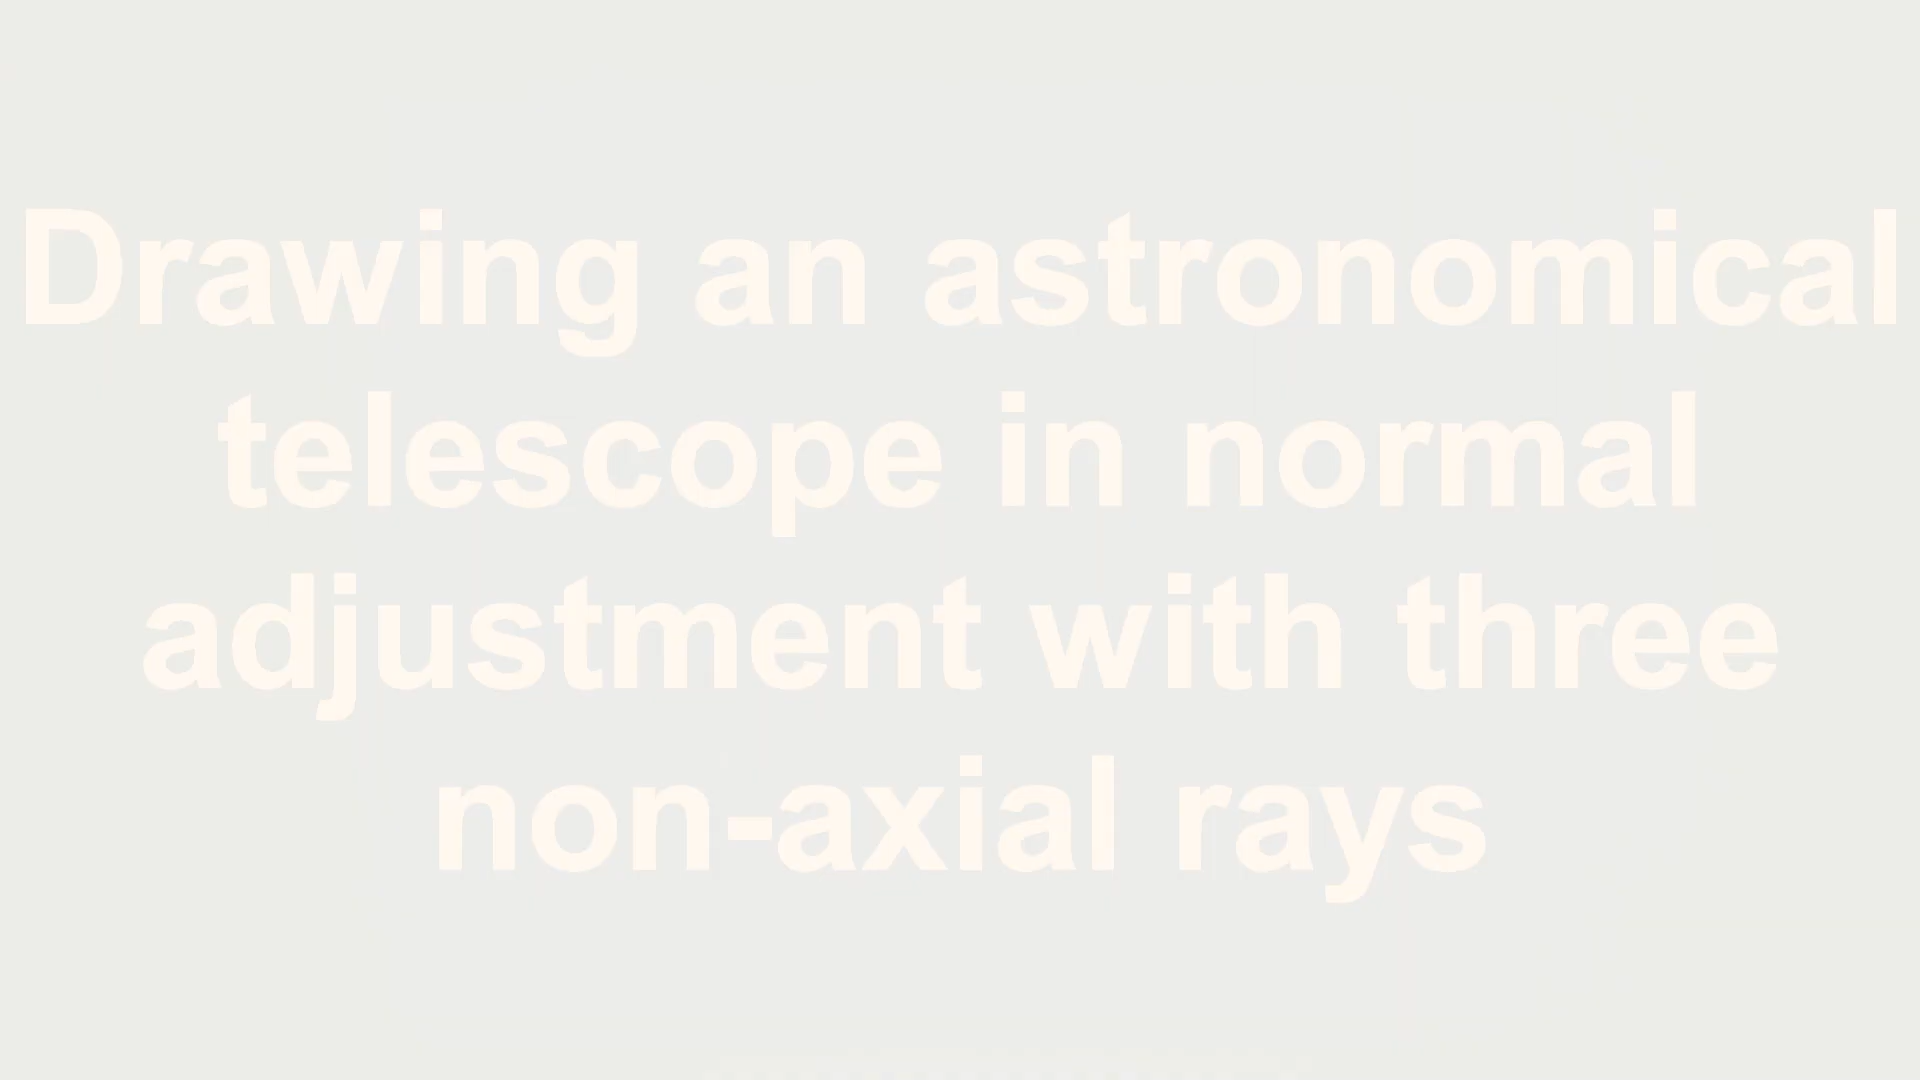 Drawing an astronomical
telescope in normal
adjustment with three
non-axial rays